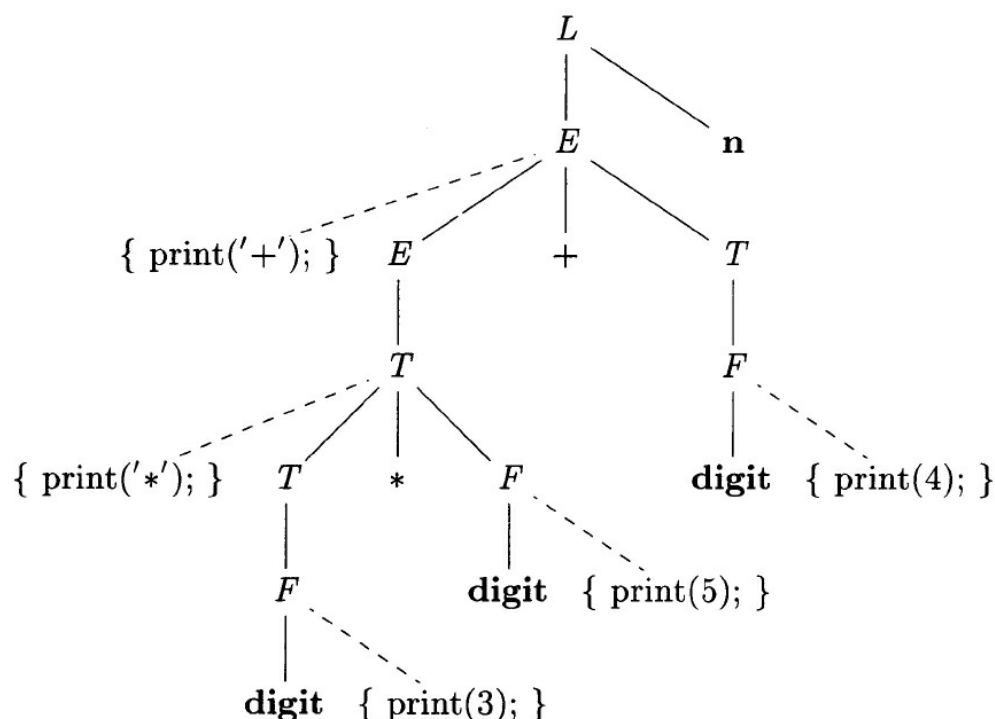 L
E n
{ print('+'); } E + T
T F
{ print('*'); } T * F digit { print(4); }
F digit { print(5); }
digit { print(3); }